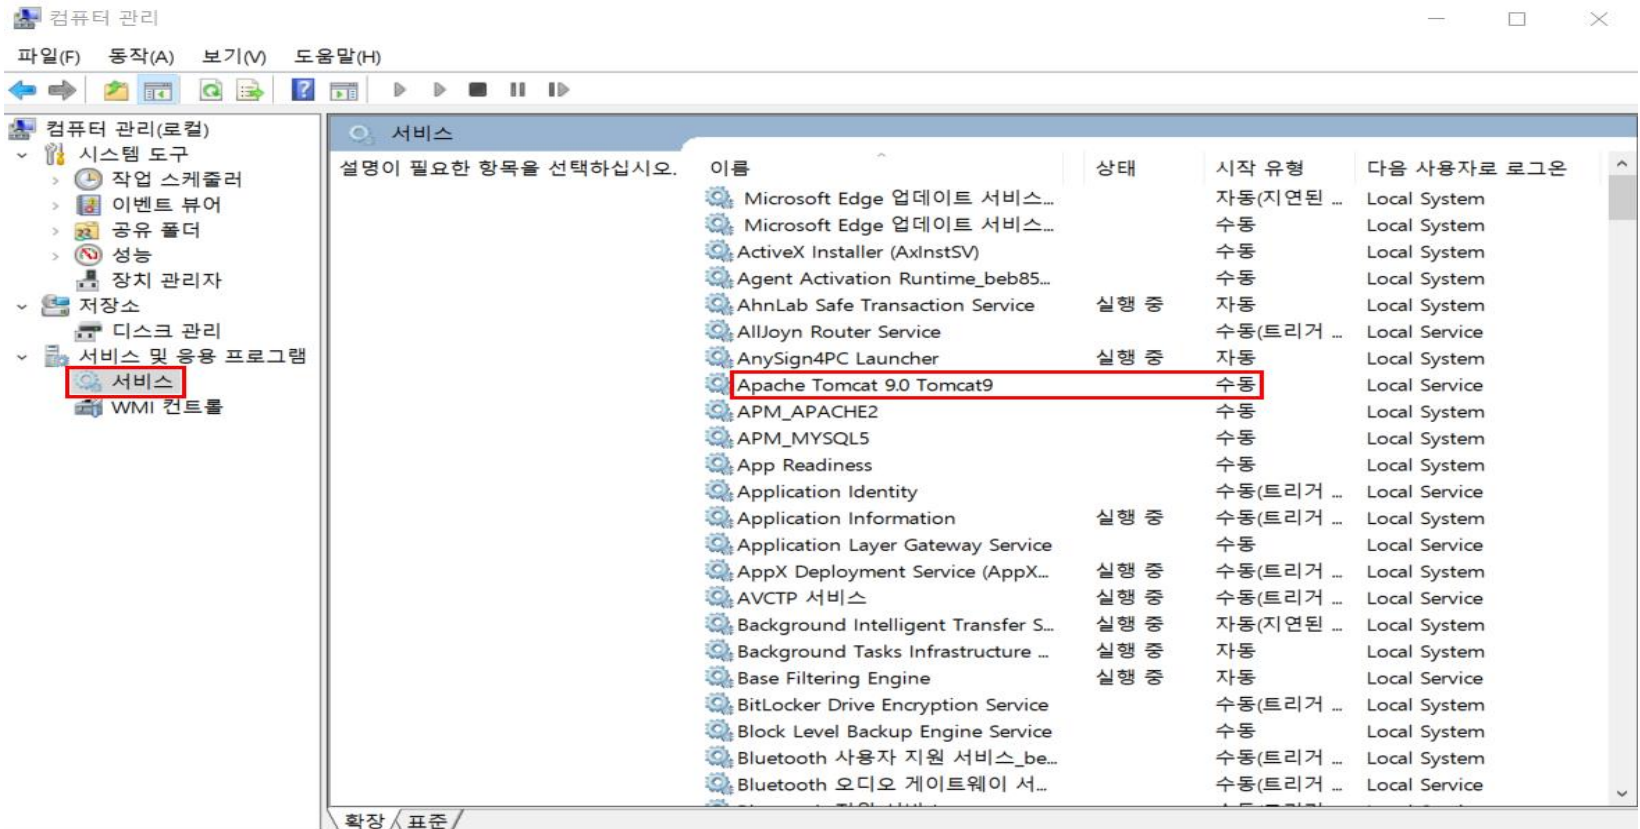 컴퓨터 관리
파일(F) 동작(A) 보기(V) 도움말(H)
컴퓨터 관리(로컬)
시스템 도구
작업 스케줄러
이벤트 뷰어
공유 폴더
성능
장치 관리자
저장소
디스크 관리
서비스 및 응용 프로그램
서비스
WMI 컨트롤
서비스
설명이 필요한 항목을 선택하십시오.
이름 상태 시작 유형 다음 사용자로 로그온
Microsoft Edge 업데이트 서비스... 자동(지연된 ... Local System
Microsoft Edge 업데이트 서비스... 수동 Local System
ActiveX Installer (AxInstSV) 수동 Local System
Agent Activation Runtime_beb85... 수동 Local System
AhnLab Safe Transaction Service 실행 중 자동 Local System
AllJoyn Router Service 수동(트리거 ... Local Service
AnySign4PC Launcher 실행 중 자동 Local System
Apache Tomcat 9.0 Tomcat9 수동 Local Service
APM_APACHE2 수동 Local System
APM_MYSQL5 수동 Local System
App Readiness 수동 Local System
Application Identity 수동(트리거 ... Local Service
Application Information 실행 중 수동(트리거 ... Local System
Application Layer Gateway Service 수동 Local Service
AppX Deployment Service (AppX... 실행 중 수동(트리거 ... Local System
AVCTP 서비스 실행 중 수동(트리거 ... Local Service
Background Intelligent Transfer S... 실행 중 자동(지연된 ... Local System
Background Tasks Infrastructure ... 실행 중 자동 Local System
Base Filtering Engine 실행 중 자동 Local Service
BitLocker Drive Encryption Service 수동(트리거 ... Local System
Block Level Backup Engine Service 수동 Local System
Bluetooth 사용자 지원 서비스_be... 수동(트리거 ... Local System
Bluetooth 오디오 게이트웨이 서... 수동(트리거 ... Local Service
확장 표준